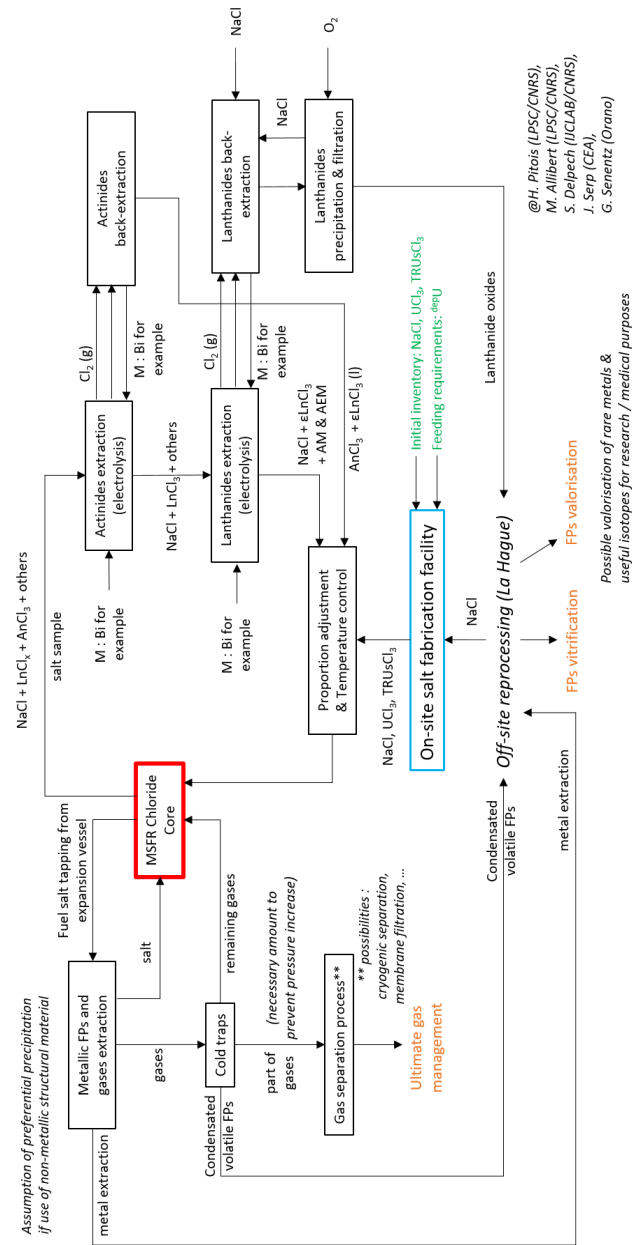 Assumption of preferential precipitation
if use of non-metallic structural material
Metallic FPs and
gases extraction
Fuel salt tapping from
expansion vessel
metal extraction
salt
gases
MSFR Chloride
Core
Cold traps
remaining gases
Condensated
volatile FPs
part of
gases
(necessary amount to
prevent pressure increase)
Gas separation process**
** possibilities :
cryogenic separation,
membrane filtration, ...
Ultimate gas
management
NaCl + LnClₓ + AnCl₃ + others
salt sample
M : Bi for
example
Actinides extraction
(electrolysis)
Cl₂ (g)
M : Bi for
example
Actinides
back-extraction
NaCl + LnCl₃ + others
M : Bi for
example
Lanthanides extraction
(electrolysis)
Cl₂ (g)
M : Bi for
example
Lanthanides back-
extraction
NaCl
NaCl
Lanthanides
precipitation & filtration
O₂
NaCl + εLnCl₃
+ AM & AEM
AnCl₃ + εLnCl₃ (l)
Proportion adjustment
& Temperature control
NaCl, UCl₃, TRUsCl₃
On-site salt fabrication facility
Initial inventory: NaCl, UCl₃, TRUsCl₃
Feeding requirements: ᵈᵉᵖU
NaCl
Lanthanide oxides
Condensated
volatile FPs
Off-site reprocessing (La Hague)
metal extraction
FPs vitrification
FPs valorisation
Possible valorisation of rare metals &
useful isotopes for research / medical purposes
@H. Pitois (LPSC/CNRS),
M. Allibert (LPSC/CNRS),
S. Delpech (IJCLAB/CNRS),
J. Serp (CEA),
G. Senentz (Orano)